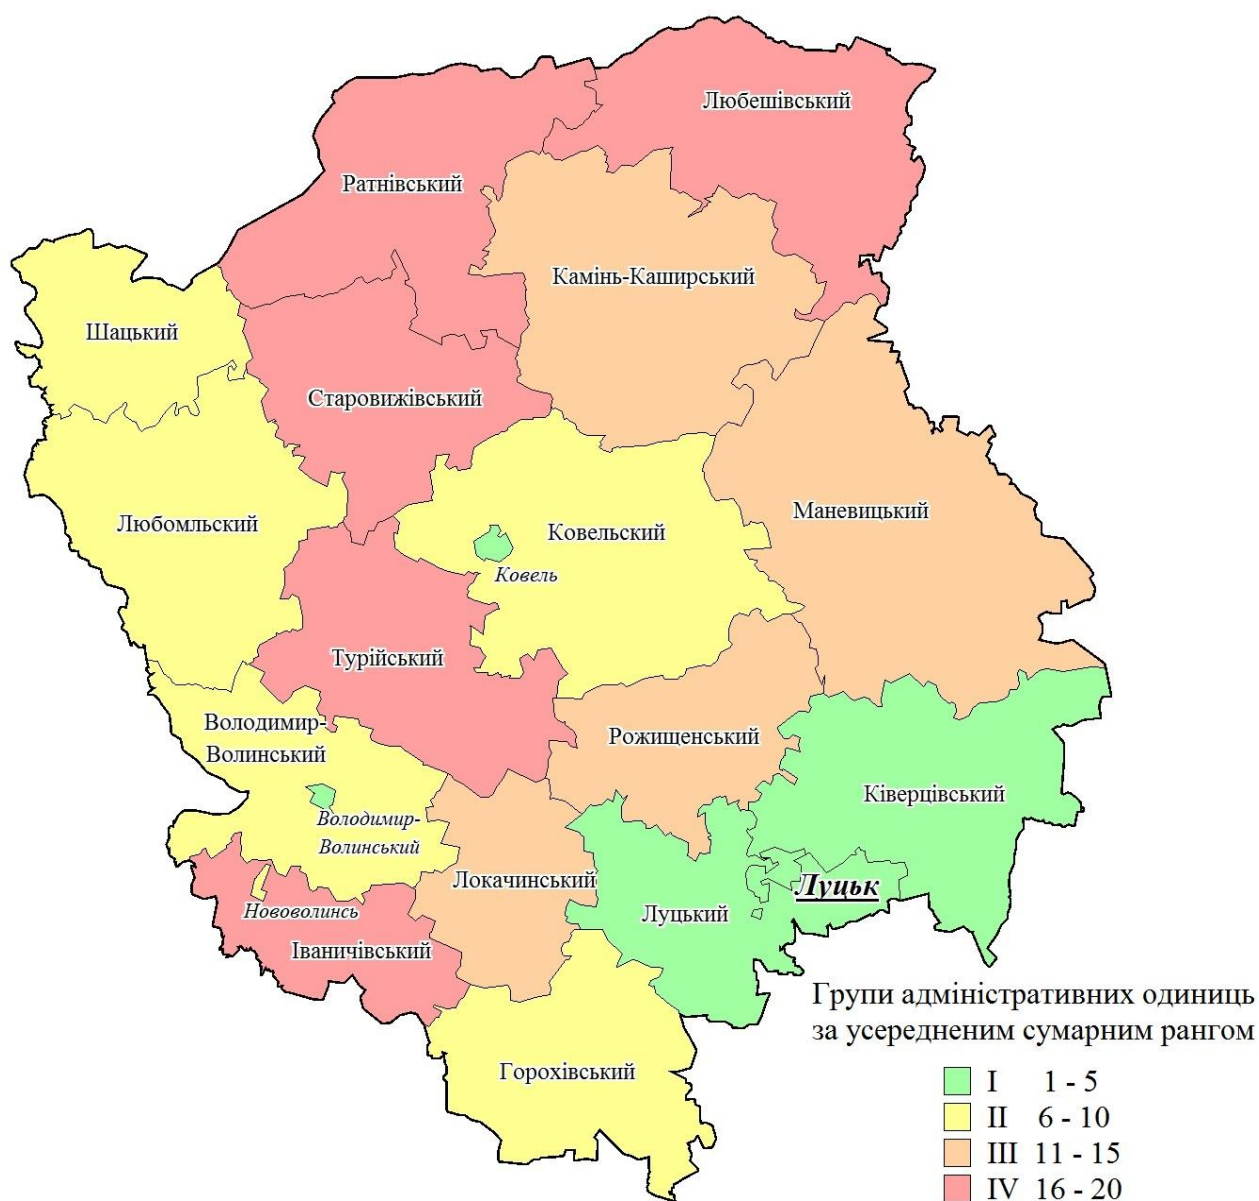 Любешівський
Ратнівський
Камінь-Каширський
Шацький
Старовижівський
Маневицький
Любомльский
Ковельский
Ковель
Турійський
Володимир-
Волинський
Рожищенський
Ківерцівський
Володимир-
Волинський
Локачинський
Луцьк
Нововолинсь
Луцький
Іваничівський
Групи адміністративних одиниць
за усередненим сумарним рангом
Горохівський
I 1 - 5
II 6 - 10
III 11 - 15
IV 16 - 20